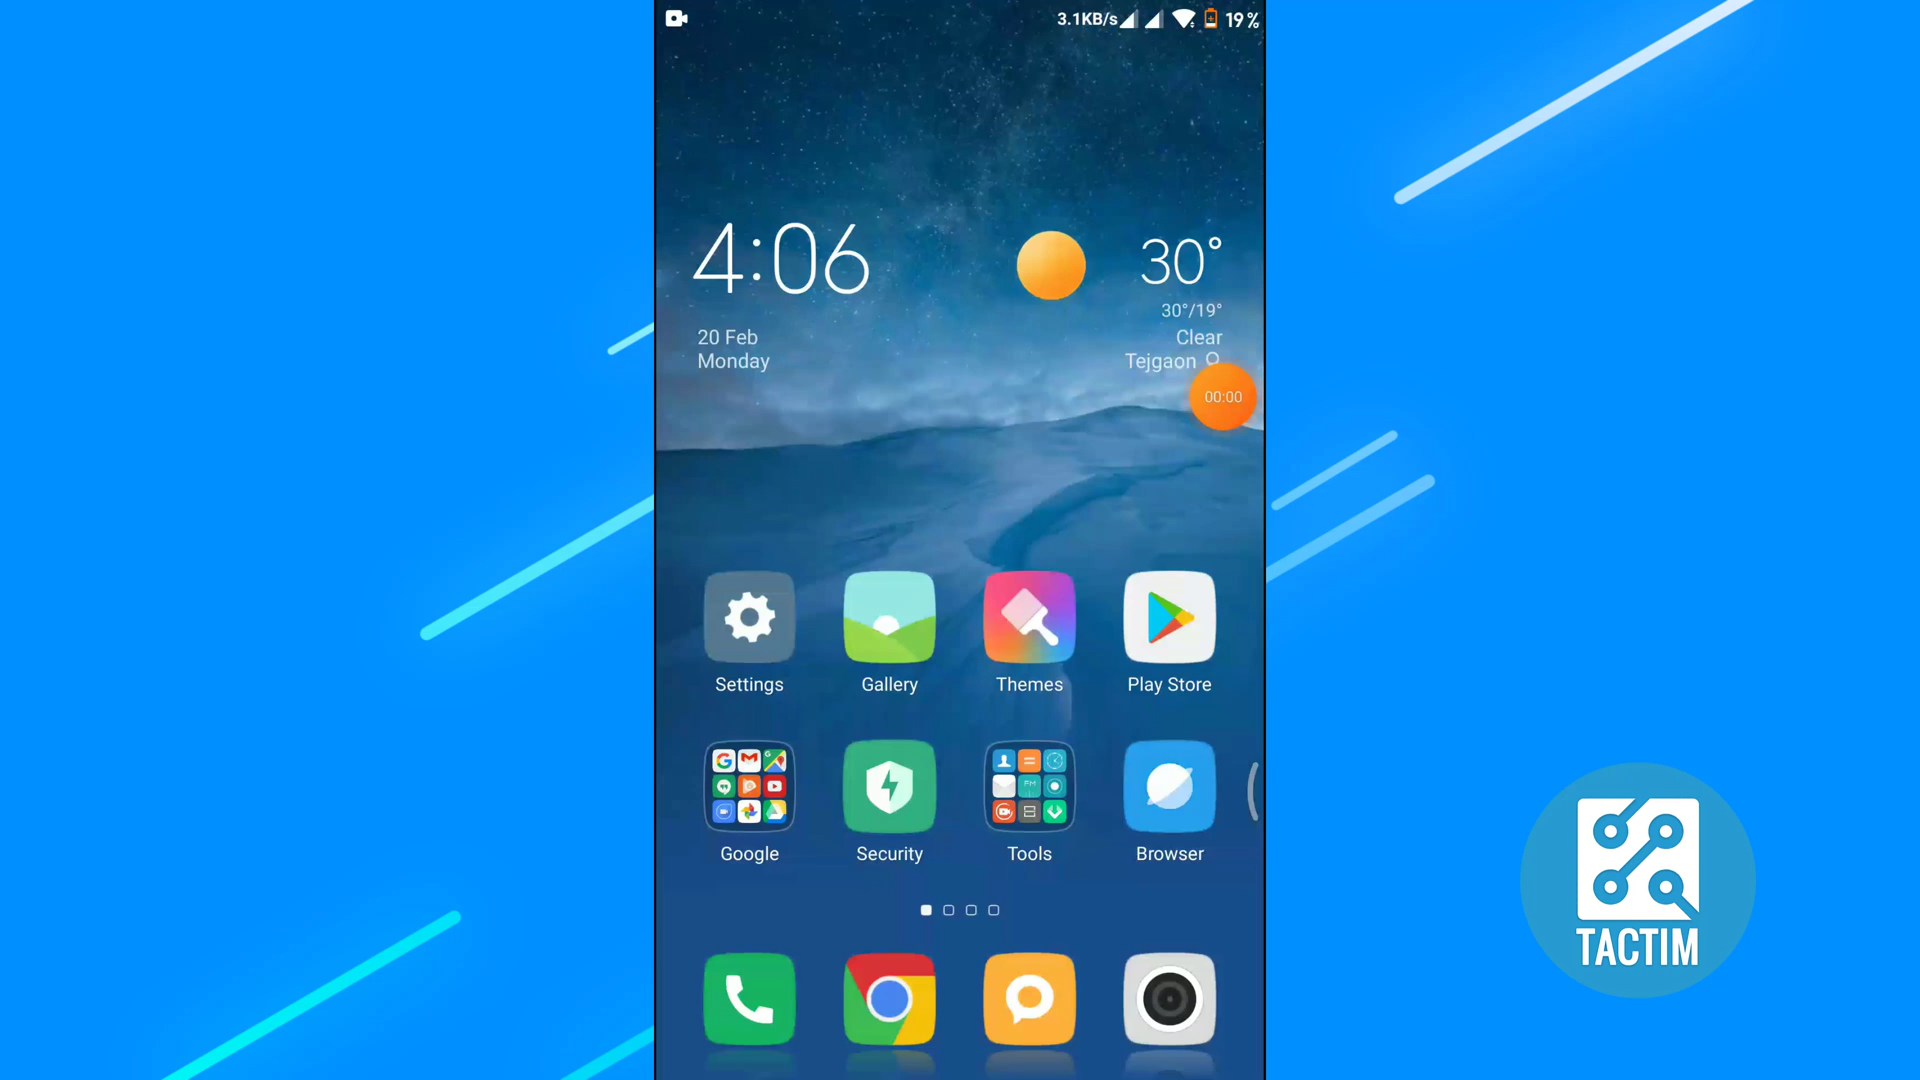 3.1KB/s 19%
4:06
30°
30°/19°
20 Feb
Clear
Monday
Tejgaon
00:00
Settings
Gallery
Themes
Play Store
Google
Security
Tools
Browser
TACTIM